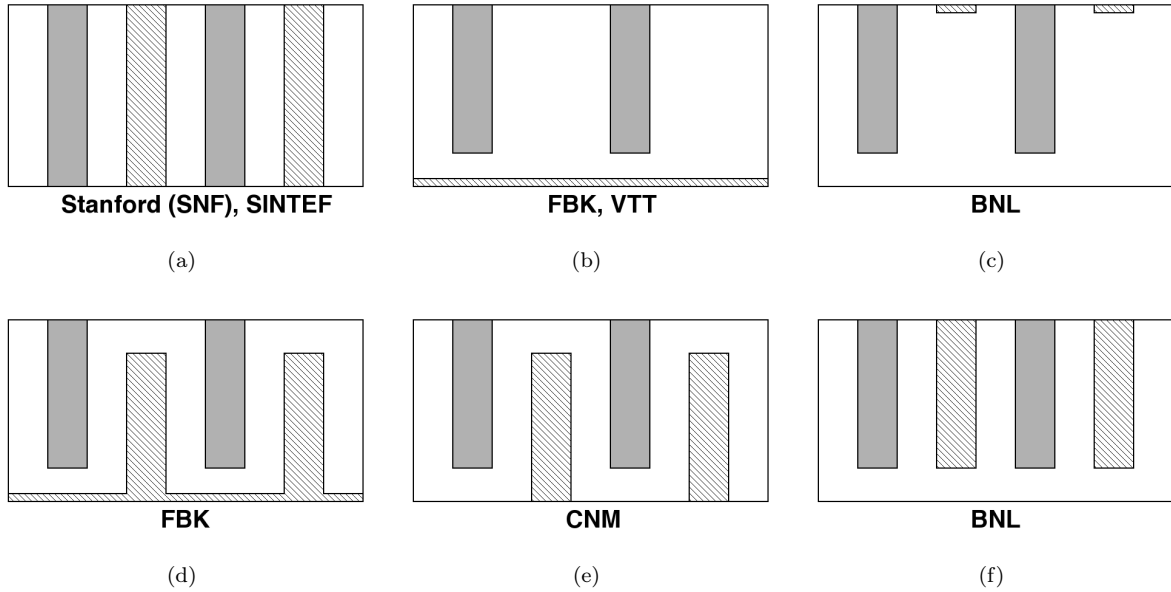 Stanford (SNF), SINTEF
FBK, VTT
BNL
(a)
(b)
(c)
FBK
CNM
BNL
(d)
(e)
(f)